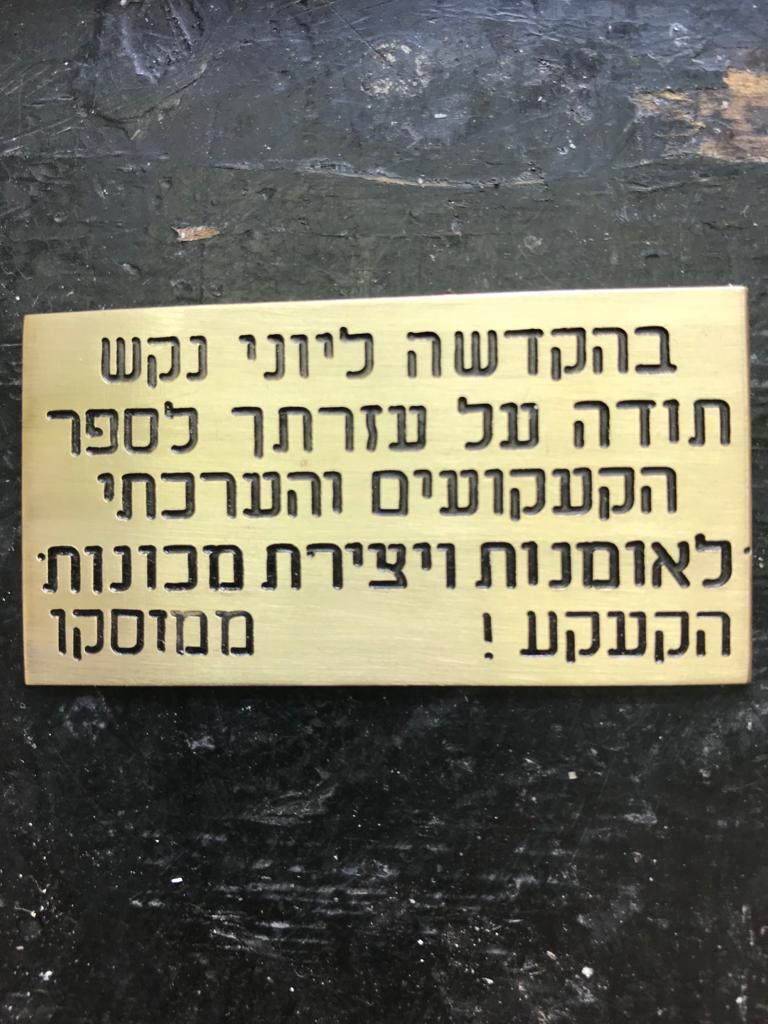 בהקדשה ליוני נקש
תודה על עזרתך לספר
הקעקועים והערכתי
לאומנות ויצירת מכונות
הקעקע ! ממוסקו